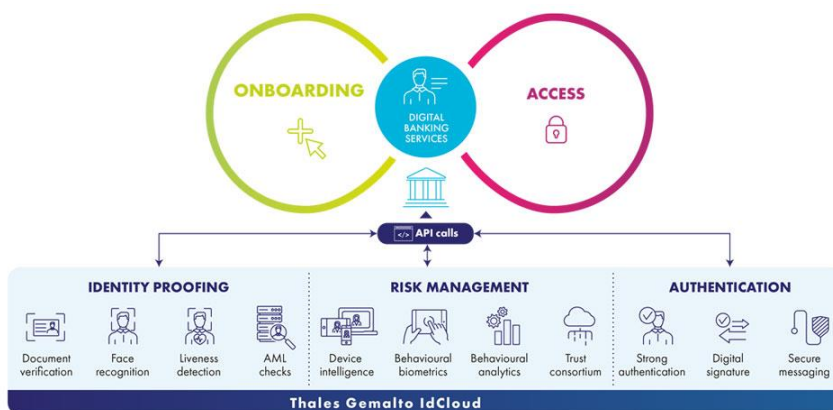 ONBOARDING
DIGITAL
BANKING
SERVICES
ACCESS
</> API calls
IDENTITY PROOFING
RISK MANAGEMENT
AUTHENTICATION
Document
verification
Face
recognition
Liveness
detection
AML
checks
Device
intelligence
Behavioural
biometrics
Behavioural
analytics
Trust
consortium
Strong
authentication
Digital
signature
Secure
messaging
Thales Gemalto IdCloud